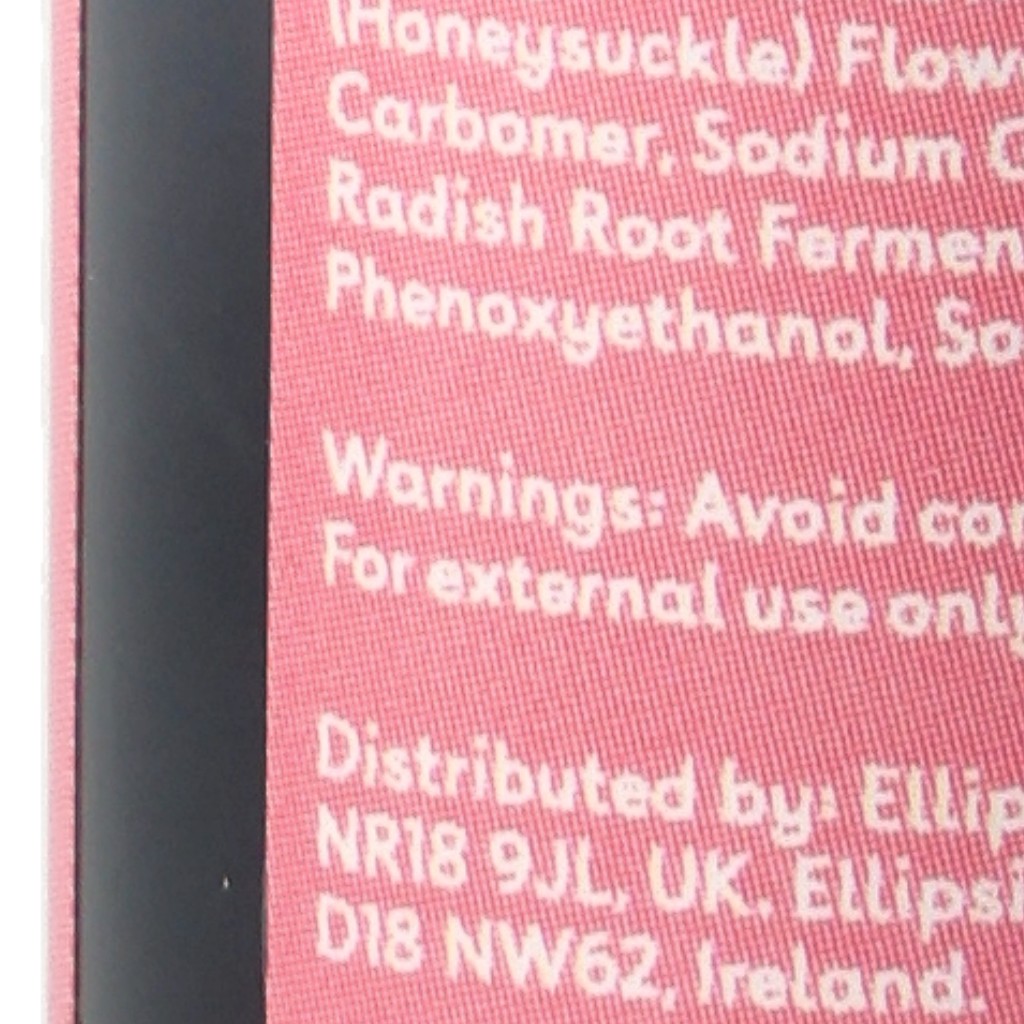 (Honeysuckle) Flow
Carbomer, Sodium C
Radish Root Fermen
Phenoxyethanol, So
Warnings: Avoid con
For external use only
Distributed by: Ellip
NR18 9JL, UK. Ellipsi
D18 NW62, Ireland.